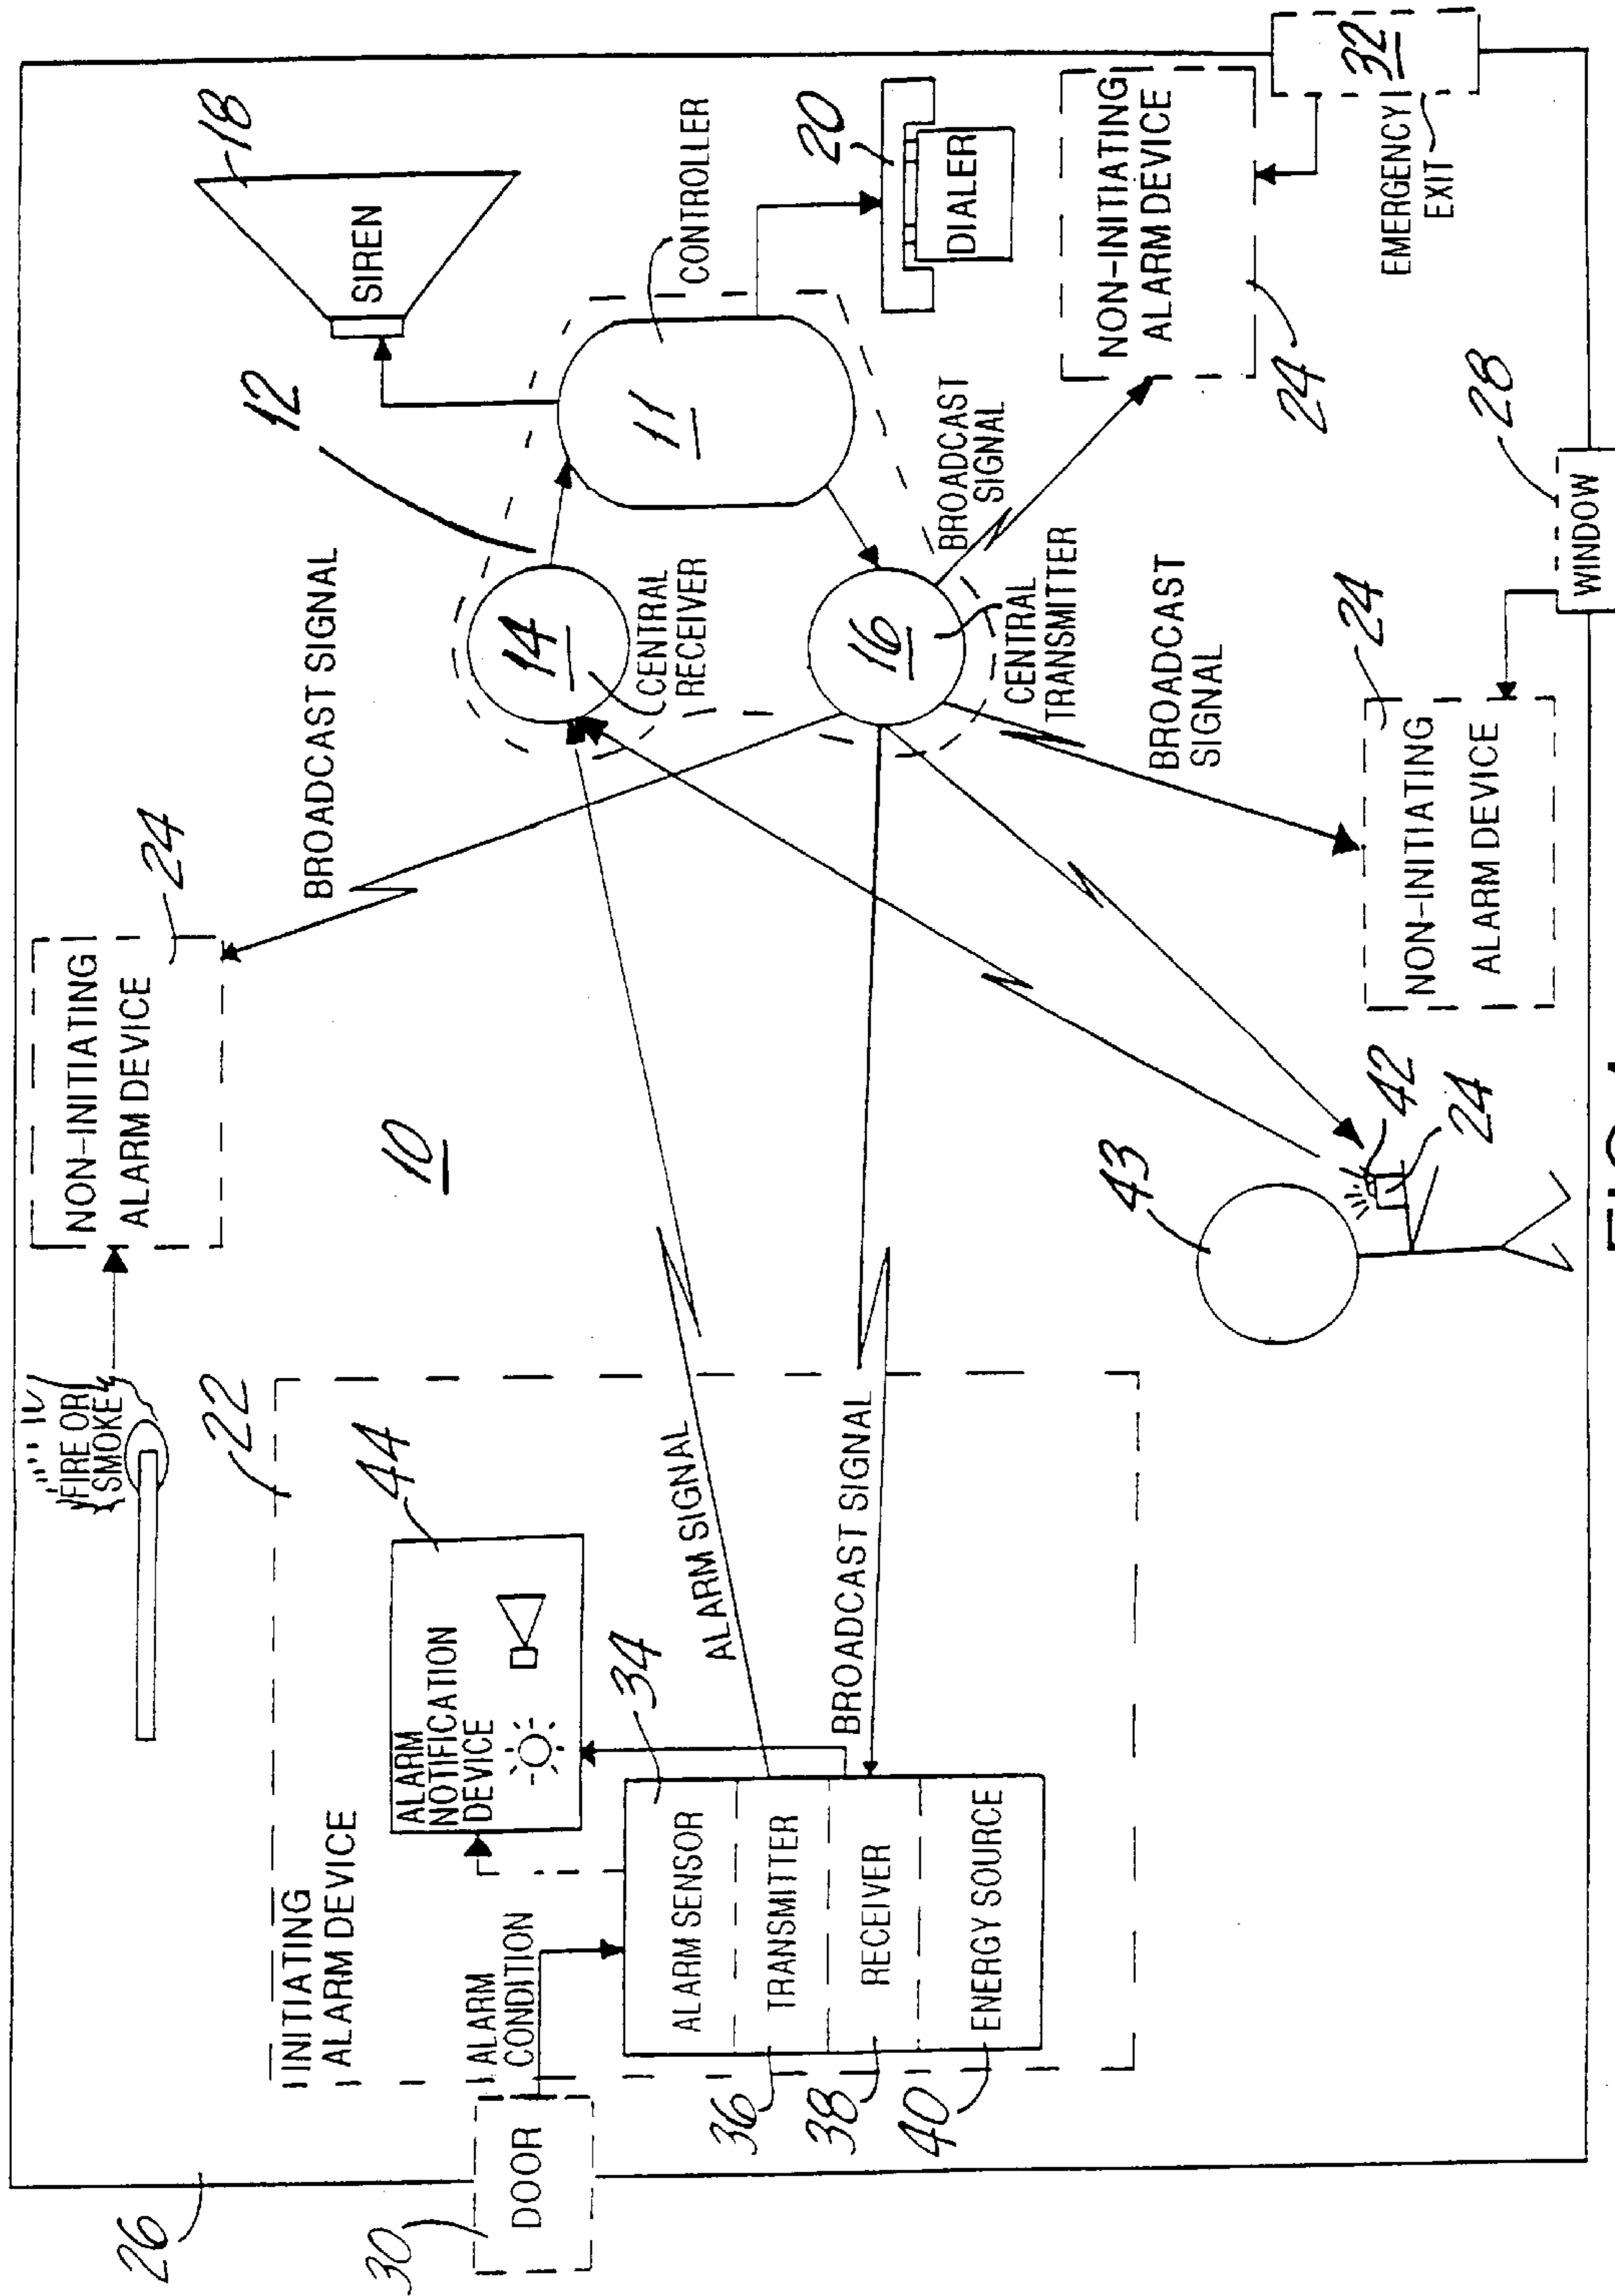 26
FIRE OR
SMOKE
NON-INITIATING
ALARM DEVICE
24
BROADCAST SIGNAL
18
SIREN
12
22
INITIATING
ALARM DEVICE
44
ALARM
NOTIFICATION
DEVICE
10
14
CENTRAL
RECEIVER
11
CONTROLLER
30
DOOR
ALARM
CONDITION
34
ALARM SENSOR
TRANSMITTER
RECEIVER
ENERGY SOURCE
36
38
40
ALARM SIGNAL
BROADCAST SIGNAL
16
CENTRAL
TRANSMITTER
BROADCAST
SIGNAL
20
DIALER
NON-INITIATING
ALARM DEVICE
24
BROADCAST
SIGNAL
43
42
24
24
NON-INITIATING
ALARM DEVICE
28
WINDOW
EMERGENCY
EXIT
32